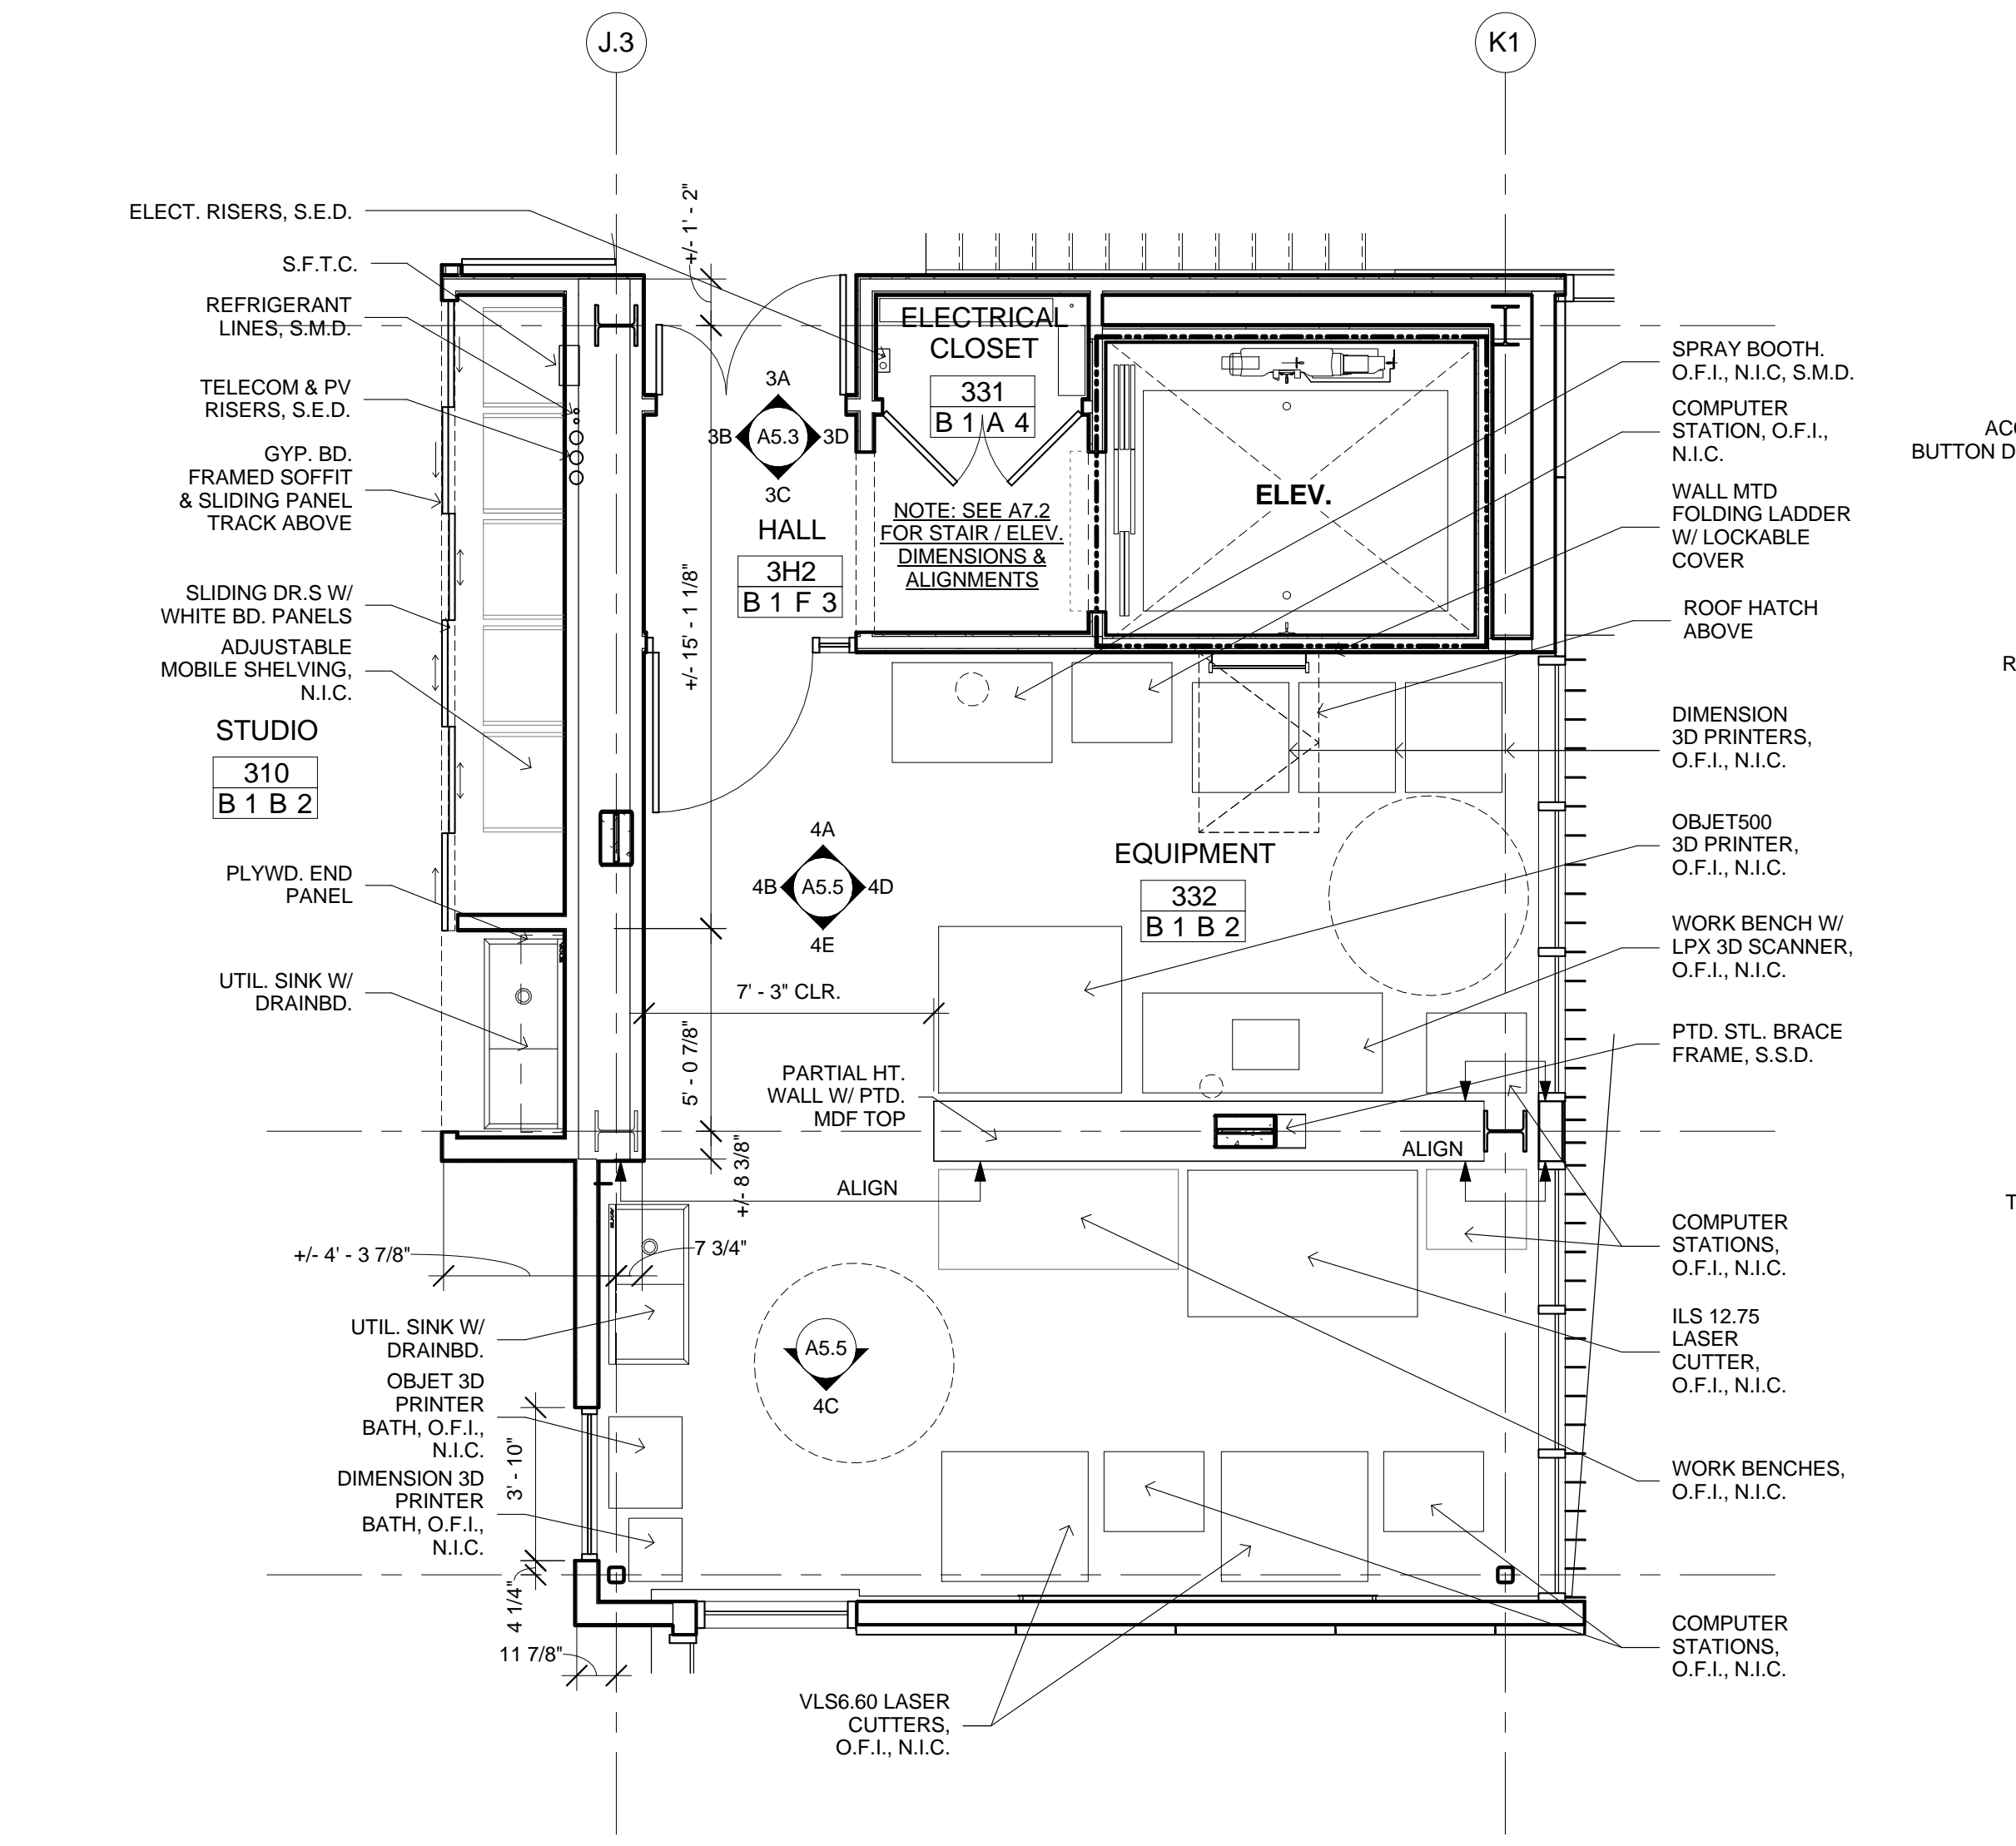 J.3
K1
ELECT. RISERS, S.E.D.
S.F.T.C.
REFRIGERANT
LINES, S.M.D.
TELECOM & PV
RISERS, S.E.D.
GYP. BD.
FRAMED SOFFIT
& SLIDING PANEL
TRACK ABOVE
SLIDING DR.S W/
WHITE BD. PANELS
ADJUSTABLE
MOBILE SHELVING,
N.I.C.
STUDIO
310
B 1 B 2
PLYWD. END
PANEL
UTIL. SINK W/
DRAINBD.
+/- 4' - 3 7/8"
7 3/4"
UTIL. SINK W/
DRAINBD.
OBJET 3D
PRINTER
BATH, O.F.I.,
N.I.C.
DIMENSION 3D
PRINTER
BATH, O.F.I.,
N.I.C.
3' - 10"
4 1/4"
11 7/8"
+/- 1' - 2"
+/- 15' - 1 1/8"
5' - 0 7/8"
+/- 8 3/8"
3A
3B
A5.3
3D
3C
HALL
3H2
B 1 F 3
ELECTRICAL
CLOSET
331
B 1 A 4
NOTE: SEE A7.2
FOR STAIR / ELEV.
DIMENSIONS &
ALIGNMENTS
ELEV.
4A
4B
A5.5
4D
4E
EQUIPMENT
332
B 1 B 2
7' - 3" CLR.
PARTIAL HT.
WALL W/ PTD.
MDF TOP
ALIGN
ALIGN
A5.5
4C
VLS6.60 LASER
CUTTERS,
O.F.I., N.I.C.
SPRAY BOOTH.
O.F.I., N.I.C, S.M.D.
COMPUTER
STATION, O.F.I.,
N.I.C.
WALL MTD
FOLDING LADDER
W/ LOCKABLE
COVER
ROOF HATCH
ABOVE
DIMENSION
3D PRINTERS,
O.F.I., N.I.C.
OBJET500
3D PRINTER,
O.F.I., N.I.C.
WORK BENCH W/
LPX 3D SCANNER,
O.F.I., N.I.C.
PTD. STL. BRACE
FRAME, S.S.D.
COMPUTER
STATIONS,
O.F.I., N.I.C.
ILS 12.75
LASER
CUTTER,
O.F.I., N.I.C.
WORK BENCHES,
O.F.I., N.I.C.
COMPUTER
STATIONS,
O.F.I., N.I.C.
BUTTON D